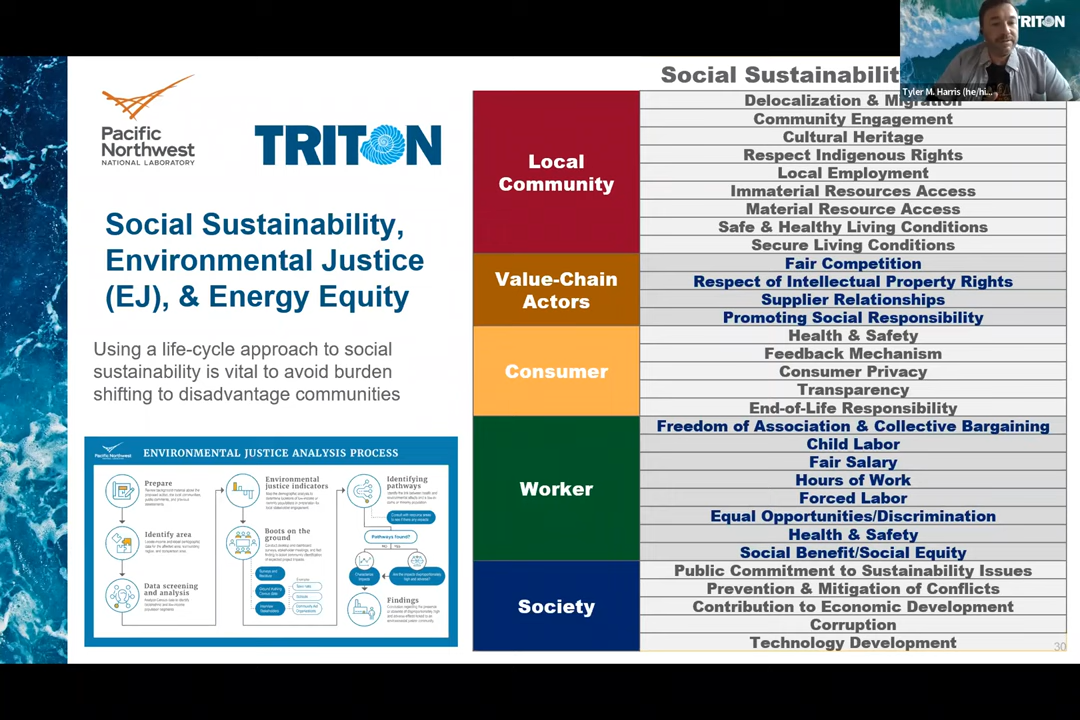 TRITON
Tyler M. Harris (he/hi...
Pacific
Northwest
NATIONAL LABORATORY
TRITON
Social Sustainability,
Environmental Justice
(EJ), & Energy Equity
Using a life-cycle approach to social
sustainability is vital to avoid burden
shifting to disadvantage communities
Pacific Northwest
ENVIRONMENTAL JUSTICE ANALYSIS PROCESS
Prepare
Identify area
Data screening
and analysis
Environmental
justice indicators
Boots on the
ground
Identifying
pathways
Pathways found?
No
Yes
Findings
Social Sustainabilit
Local
Community
Delocalization & Migration
Community Engagement
Cultural Heritage
Respect Indigenous Rights
Local Employment
Immaterial Resources Access
Material Resource Access
Safe & Healthy Living Conditions
Secure Living Conditions
Value-Chain
Actors
Fair Competition
Respect of Intellectual Property Rights
Supplier Relationships
Promoting Social Responsibility
Consumer
Health & Safety
Feedback Mechanism
Consumer Privacy
Transparency
End-of-Life Responsibility
Worker
Freedom of Association & Collective Bargaining
Child Labor
Fair Salary
Hours of Work
Forced Labor
Equal Opportunities/Discrimination
Health & Safety
Social Benefit/Social Equity
Society
Public Commitment to Sustainability Issues
Prevention & Mitigation of Conflicts
Contribution to Economic Development
Corruption
Technology Development
30